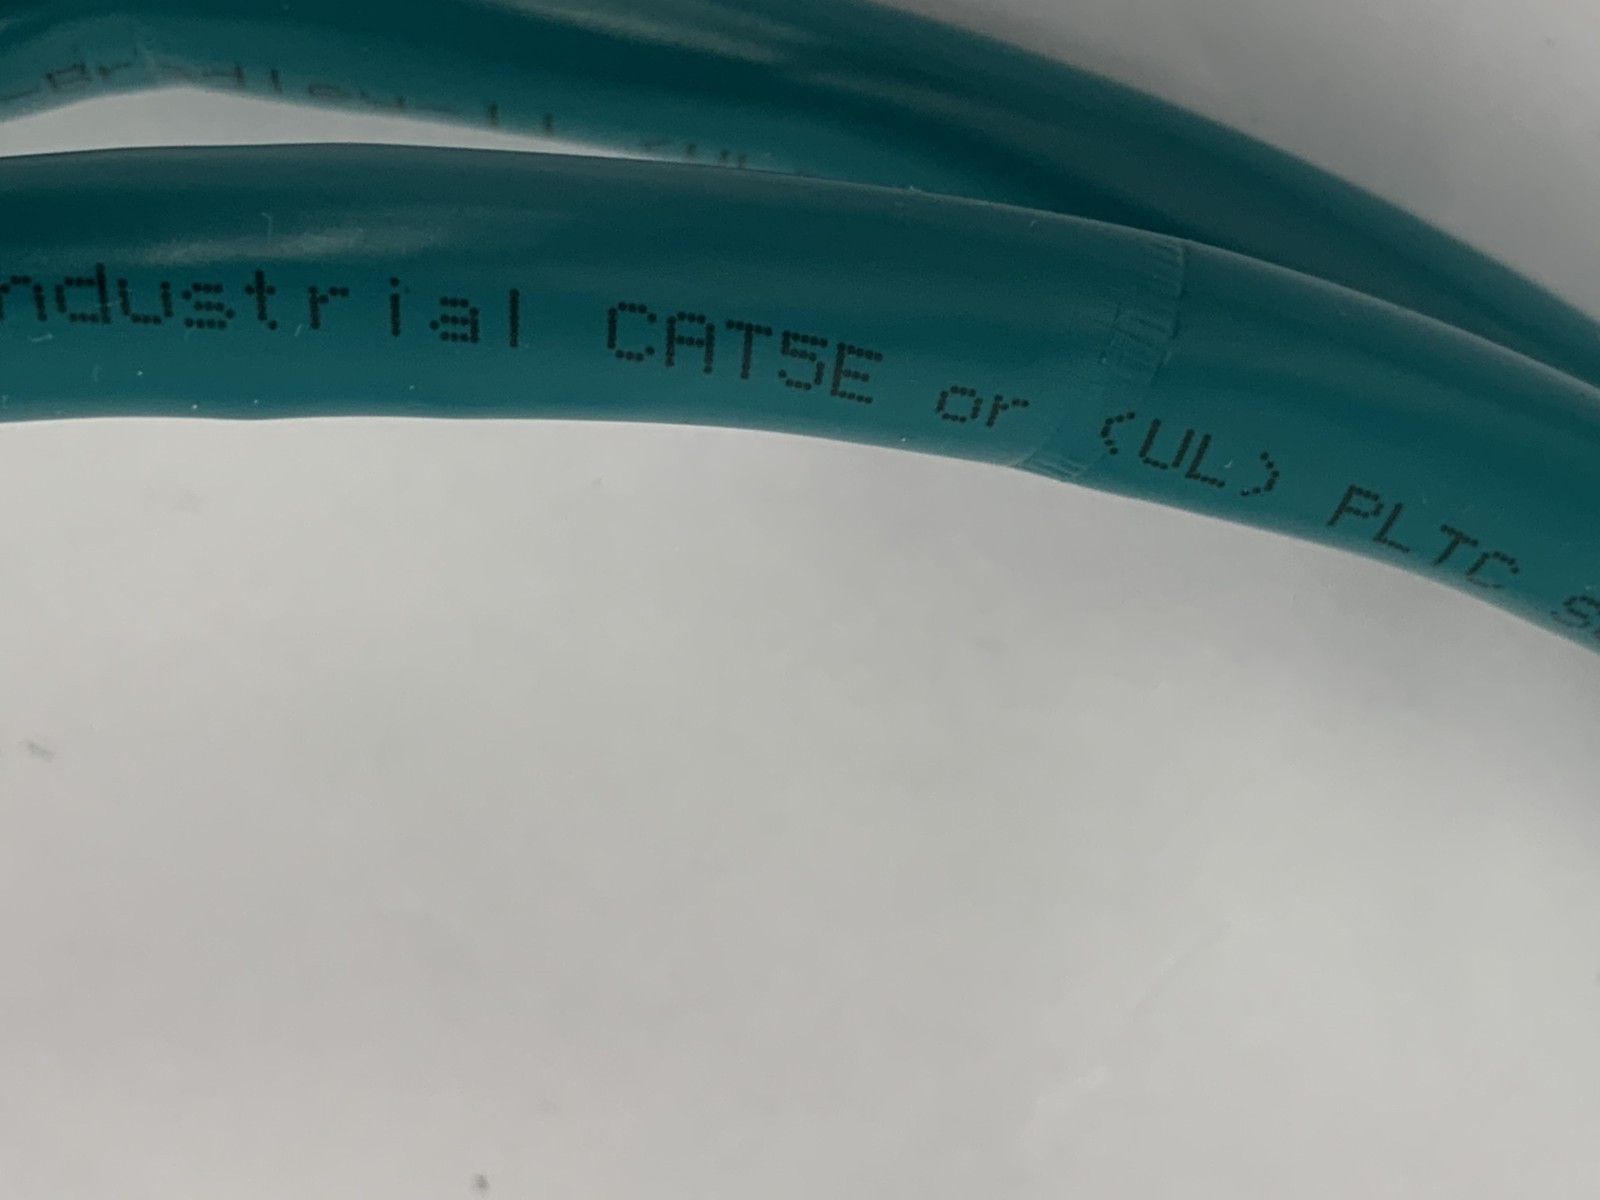 ndustrial CAT5E or (UL) PLTC